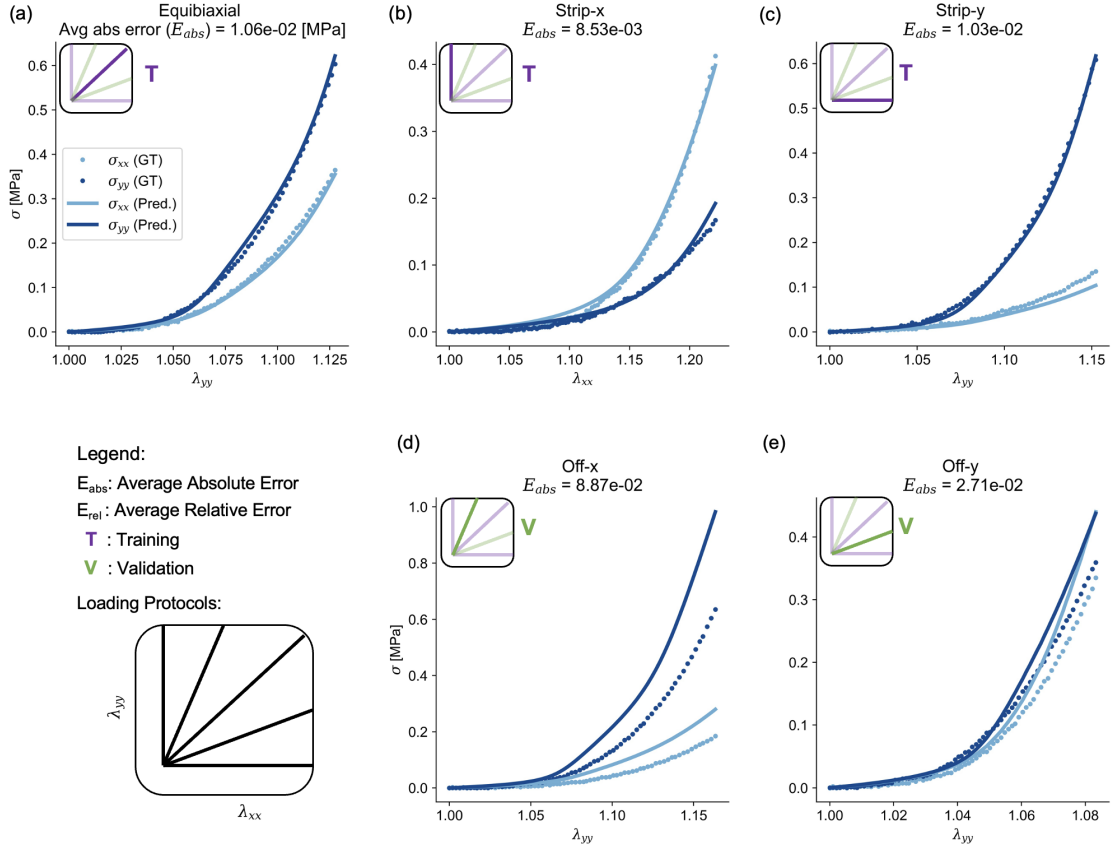 (a)
Equibiaxial
Avg abs error (E_abs) = 1.06e-02 [MPa]
T
σ [MPa]
0.6
0.5
0.4
0.3
0.2
0.1
0.0
σ_xx (GT)
σ_yy (GT)
σ_xx (Pred.)
σ_yy (Pred.)
1.000 1.025 1.050 1.075 1.100 1.125
λ_yy
(b)
Strip-x
E_abs = 8.53e-03
T
0.4
0.3
0.2
0.1
0.0
1.00 1.05 1.10 1.15 1.20
λ_xx
(c)
Strip-y
E_abs = 1.03e-02
T
0.6
0.5
0.4
0.3
0.2
0.1
0.0
1.00 1.05 1.10 1.15
λ_yy
Legend:
E_abs: Average Absolute Error
E_rel : Average Relative Error
T : Training
V : Validation
Loading Protocols:
λ_yy
λ_xx
(d)
Off-x
E_abs = 8.87e-02
V
σ [MPa]
1.0
0.8
0.6
0.4
0.2
0.0
1.00 1.05 1.10 1.15
λ_yy
(e)
Off-y
E_abs = 2.71e-02
V
0.4
0.3
0.2
0.1
0.0
1.00 1.02 1.04 1.06 1.08
λ_yy